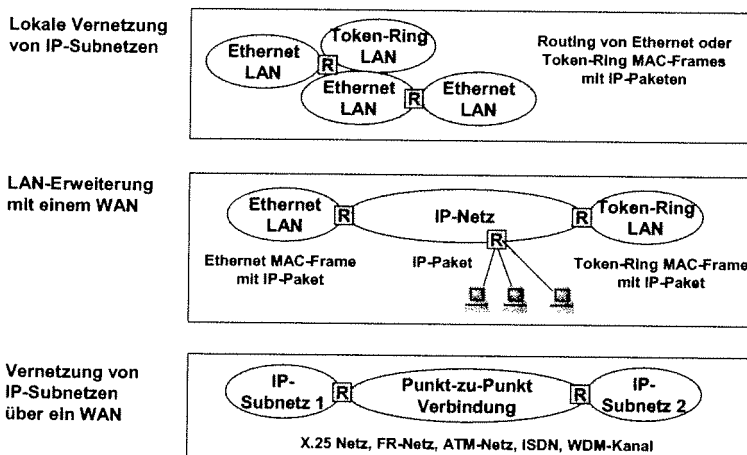 Lokale Vernetzung
von IP-Subnetzen
Ethernet
LAN
Token-Ring
LAN
R
Ethernet
LAN
R
Ethernet
LAN
Routing von Ethernet oder
Token-Ring MAC-Frames
mit IP-Paketen
LAN-Erweiterung
mit einem WAN
Ethernet
LAN
R
IP-Netz
R
R
Token-Ring
LAN
Ethernet MAC-Frame
mit IP-Paket
IP-Paket
Token-Ring MAC-Frame
mit IP-Paket
Vernetzung von
IP-Subnetzen
über ein WAN
IP-
Subnetz 1
R
Punkt-zu-Punkt
Verbindung
R
IP-
Subnetz 2
X.25 Netz, FR-Netz, ATM-Netz, ISDN, WDM-Kanal